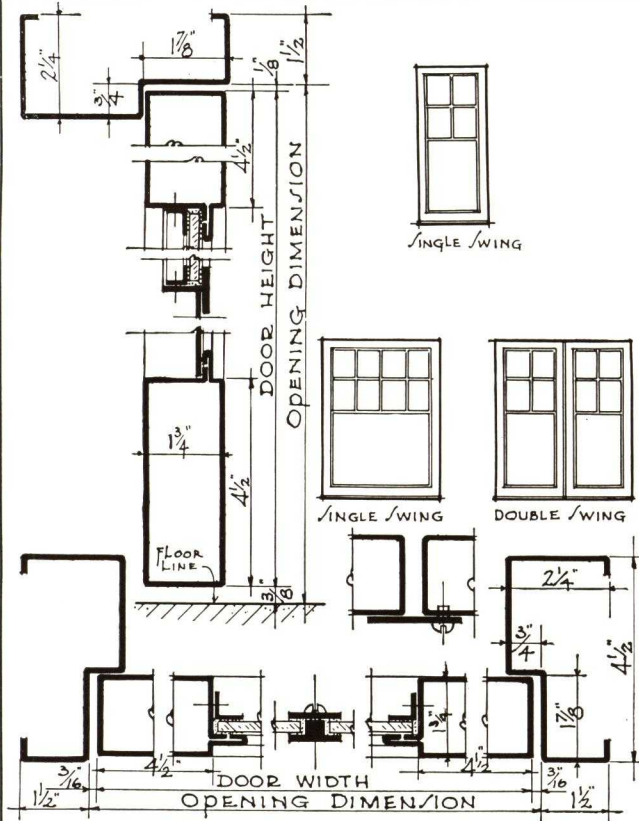 2¼"
1⅞"
1½"
⅛"
¾"
4½"
DOOR HEIGHT
OPENING DIMENSION
SINGLE SWING
1¾"
4½"
SINGLE SWING
DOUBLE SWING
FLOOR
LINE
⅜"
2¼"
¾"
4½"
1¾"
1⅞"
3/16"
4½"
DOOR WIDTH
4½"
3/16"
1½"
OPENING DIMENSION
1½"